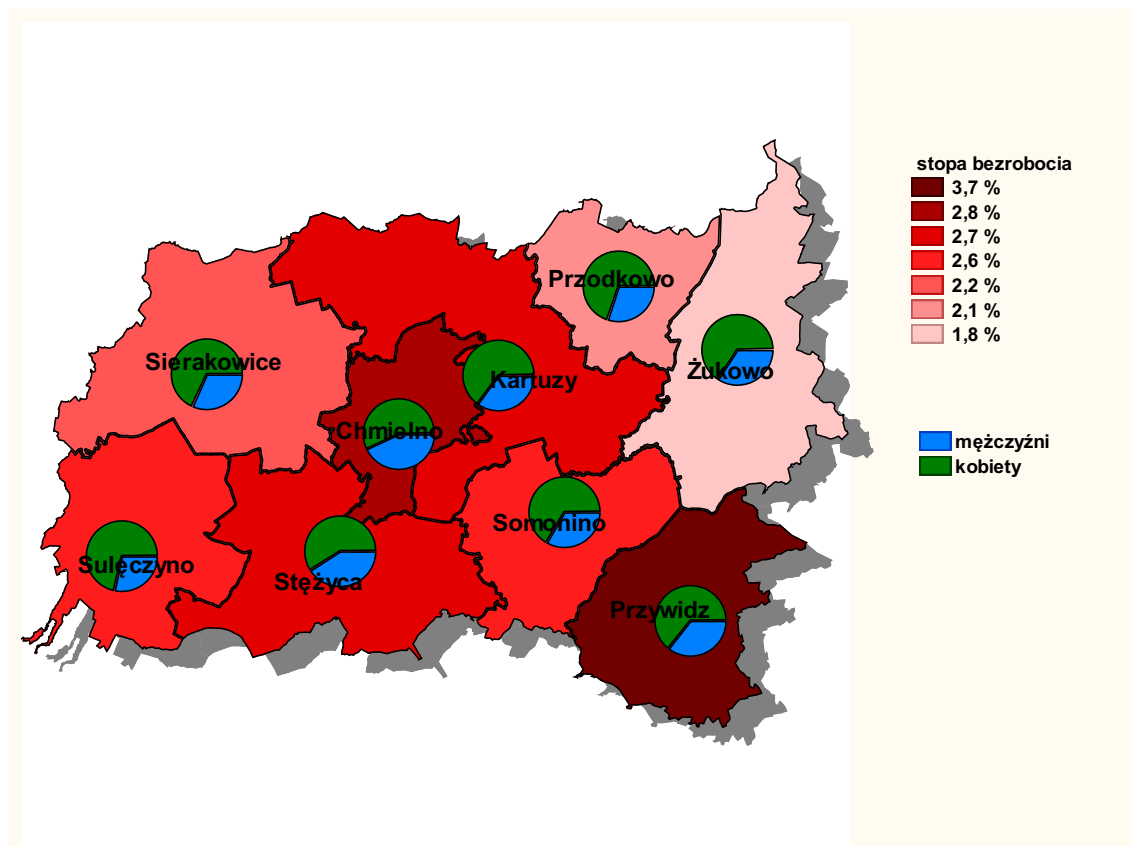 stopa bezrobocia
3,7 %
2,8 %
2,7 %
2,6 %
2,2 %
2,1 %
1,8 %
Przodkowo
Sierakowice
Żukowo
Kartuzy
Chmielno
mężczyźni
kobiety
Somonino
Sulęczyno
Stężyca
Przywidz